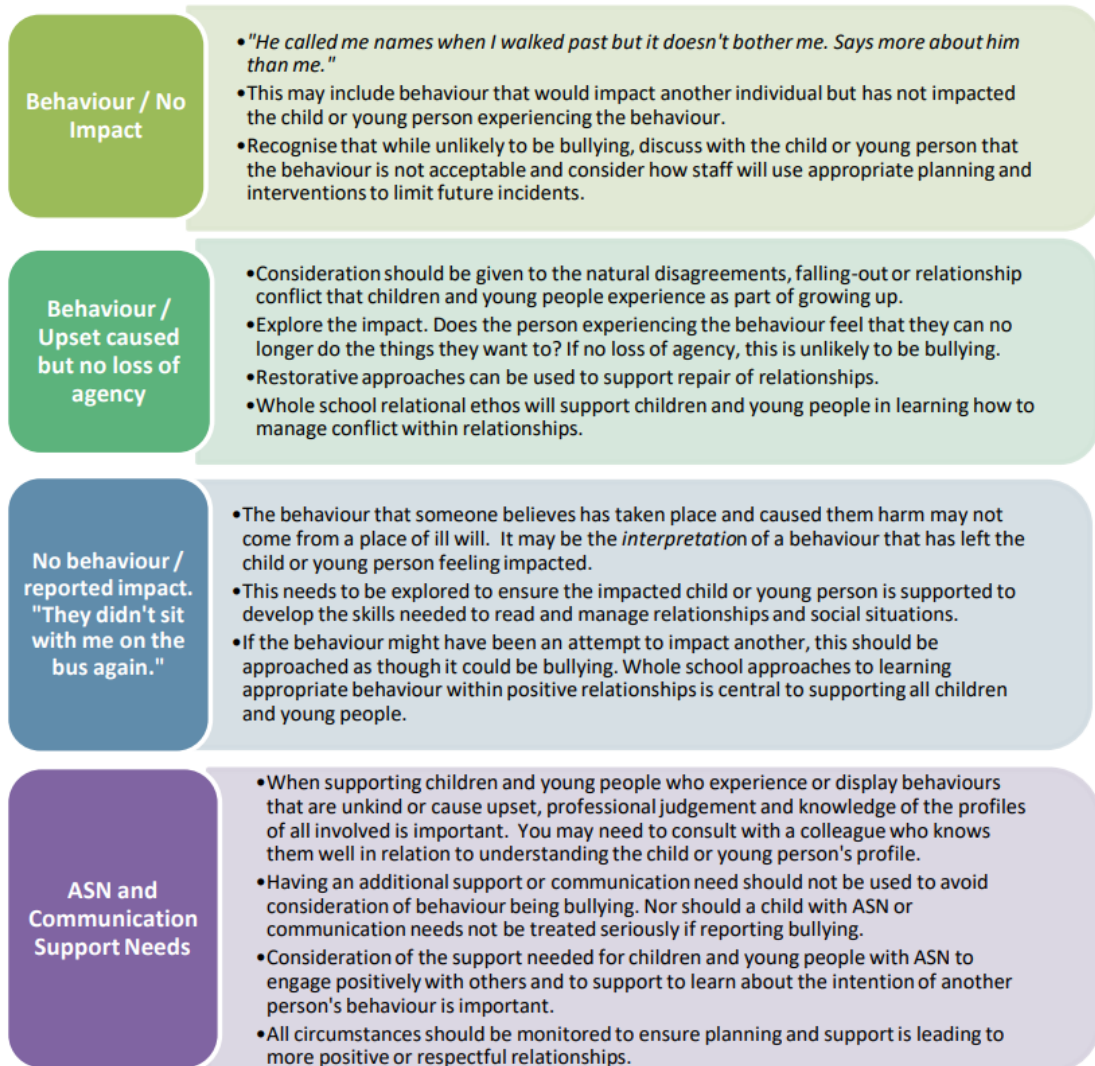 Behaviour / No
Impact
•"He called me names when I walked past but it doesn't bother me. Says more about him
than me."
•This may include behaviour that would impact another individual but has not impacted
the child or young person experiencing the behaviour.
•Recognise that while unlikely to be bullying, discuss with the child or young person that
the behaviour is not acceptable and consider how staff will use appropriate planning and
interventions to limit future incidents.
Behaviour /
Upset caused
but no loss of
agency
•Consideration should be given to the natural disagreements, falling-out or relationship
conflict that children and young people experience as part of growing up.
•Explore the impact. Does the person experiencing the behaviour feel that they can no
longer do the things they want to? If no loss of agency, this is unlikely to be bullying.
•Restorative approaches can be used to support repair of relationships.
•Whole school relational ethos will support children and young people in learning how to
manage conflict within relationships.
No behaviour /
reported impact.
"They didn't sit
with me on the
bus again."
•The behaviour that someone believes has taken place and caused them harm may not
come from a place of ill will. It may be the interpretation of a behaviour that has left the
child or young person feeling impacted.
•This needs to be explored to ensure the impacted child or young person is supported to
develop the skills needed to read and manage relationships and social situations.
•If the behaviour might have been an attempt to impact another, this should be
approached as though it could be bullying. Whole school approaches to learning
appropriate behaviour within positive relationships is central to supporting all children
and young people.
ASN and
Communication
Support Needs
•When supporting children and young people who experience or display behaviours
that are unkind or cause upset, professional judgement and knowledge of the profiles
of all involved is important. You may need to consult with a colleague who knows
them well in relation to understanding the child or young person's profile.
•Having an additional support or communication need should not be used to avoid
consideration of behaviour being bullying. Nor should a child with ASN or
communication needs not be treated seriously if reporting bullying.
•Consideration of the support needed for children and young people with ASN to
engage positively with others and to support to learn about the intention of another
person's behaviour is important.
•All circumstances should be monitored to ensure planning and support is leading to
more positive or respectful relationships.